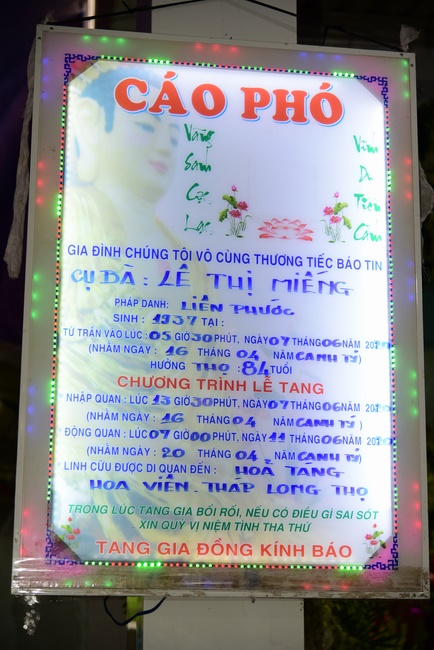 CÁO PHÓ
Vãng
Sanh
Cực
Lạc
GIA ĐÌNH CHÚNG TÔI VÔ CÙNG THƯƠNG TIẾC BÁO TIN
CỤ BÀ : LÊ THỊ MIẾNG
PHÁP DANH: LIÊN PHƯỚC
SINH : 1937 TẠI :
TỪ TRẦN VÀO LÚC : 05 GIỜ 30 PHÚT, NGÀY 07 THÁNG 06 NĂM 2020
(NHẰM NGÀY : 16 THÁNG 04 NĂM CANH TÝ)
HƯỞNG THỌ : 84 TUỔI
CHƯƠNG TRÌNH LỄ TANG
NHẬP QUAN : LÚC 13 GIỜ 30 PHÚT, NGÀY 07 THÁNG 06 NĂM 2020
(NHẰM NGÀY : 16 THÁNG 04 NĂM CANH TÝ)
ĐỘNG QUAN : LÚC 07 GIỜ 00 PHÚT, NGÀY 11 THÁNG 06 NĂM 2020
(NHẰM NGÀY : 20 THÁNG 04 NĂM CANH TÝ)
LINH CỮU ĐƯỢC DI QUAN ĐẾN : HOẢ TÁNG
HOA VIÊN THÁP LONG THỌ
TRONG LÚC TANG GIA BỐI RỐI, NẾU CÓ ĐIỀU GÌ SAI SÓT
XIN QUÝ VỊ NIỆM TÌNH THA THỨ
TANG GIA ĐỒNG KÍNH BÁO